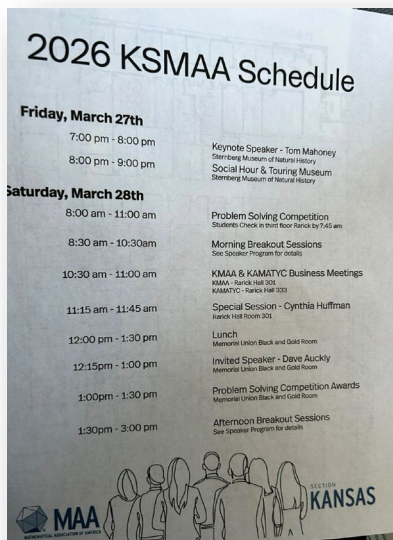 2026 KSMAA Schedule
Friday, March 27th
7:00 pm - 8:00 pm
Keynote Speaker - Tom Mahoney
Sternberg Museum of Natural History
8:00 pm - 9:00 pm
Social Hour & Touring Museum
Sternberg Museum of Natural History
Saturday, March 28th
8:00 am - 11:00 am
Problem Solving Competition
Students Check in third floor Rarick by 7:45 am
8:30 am - 10:30am
Morning Breakout Sessions
See Speaker Program for details
10:30 am - 11:00 am
KMAA & KAMATYC Business Meetings
KMAA - Rarick Hall 301
KAMATYC - Rarick Hall 333
11:15 am - 11:45 am
Special Session - Cynthia Huffman
Rarick Hall Room 301
12:00 pm - 1:30 pm
Lunch
Memorial Union Black and Gold Room
12:15pm - 1:00 pm
Invited Speaker - Dave Auckly
Memorial Union Black and Gold Room
1:00pm - 1:30 pm
Problem Solving Competition Awards
Memorial Union Black and Gold Room
1:30pm - 3:00 pm
Afternoon Breakout Sessions
See Speaker Program for details
MAA
MATHEMATICAL ASSOCIATION OF AMERICA
SECTION
KANSAS